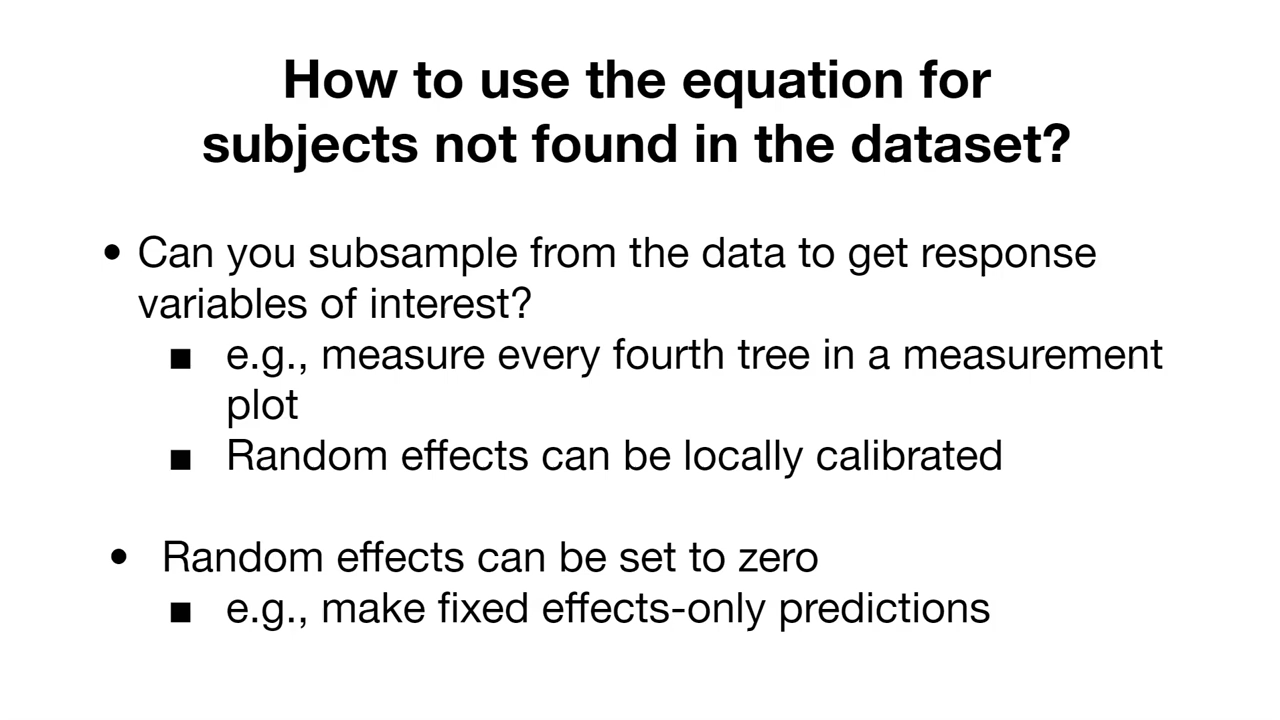 How to use the equation for
subjects not found in the dataset?
• Can you subsample from the data to get response
variables of interest?
■ e.g., measure every fourth tree in a measurement
plot
■ Random effects can be locally calibrated
• Random effects can be set to zero
■ e.g., make fixed effects-only predictions